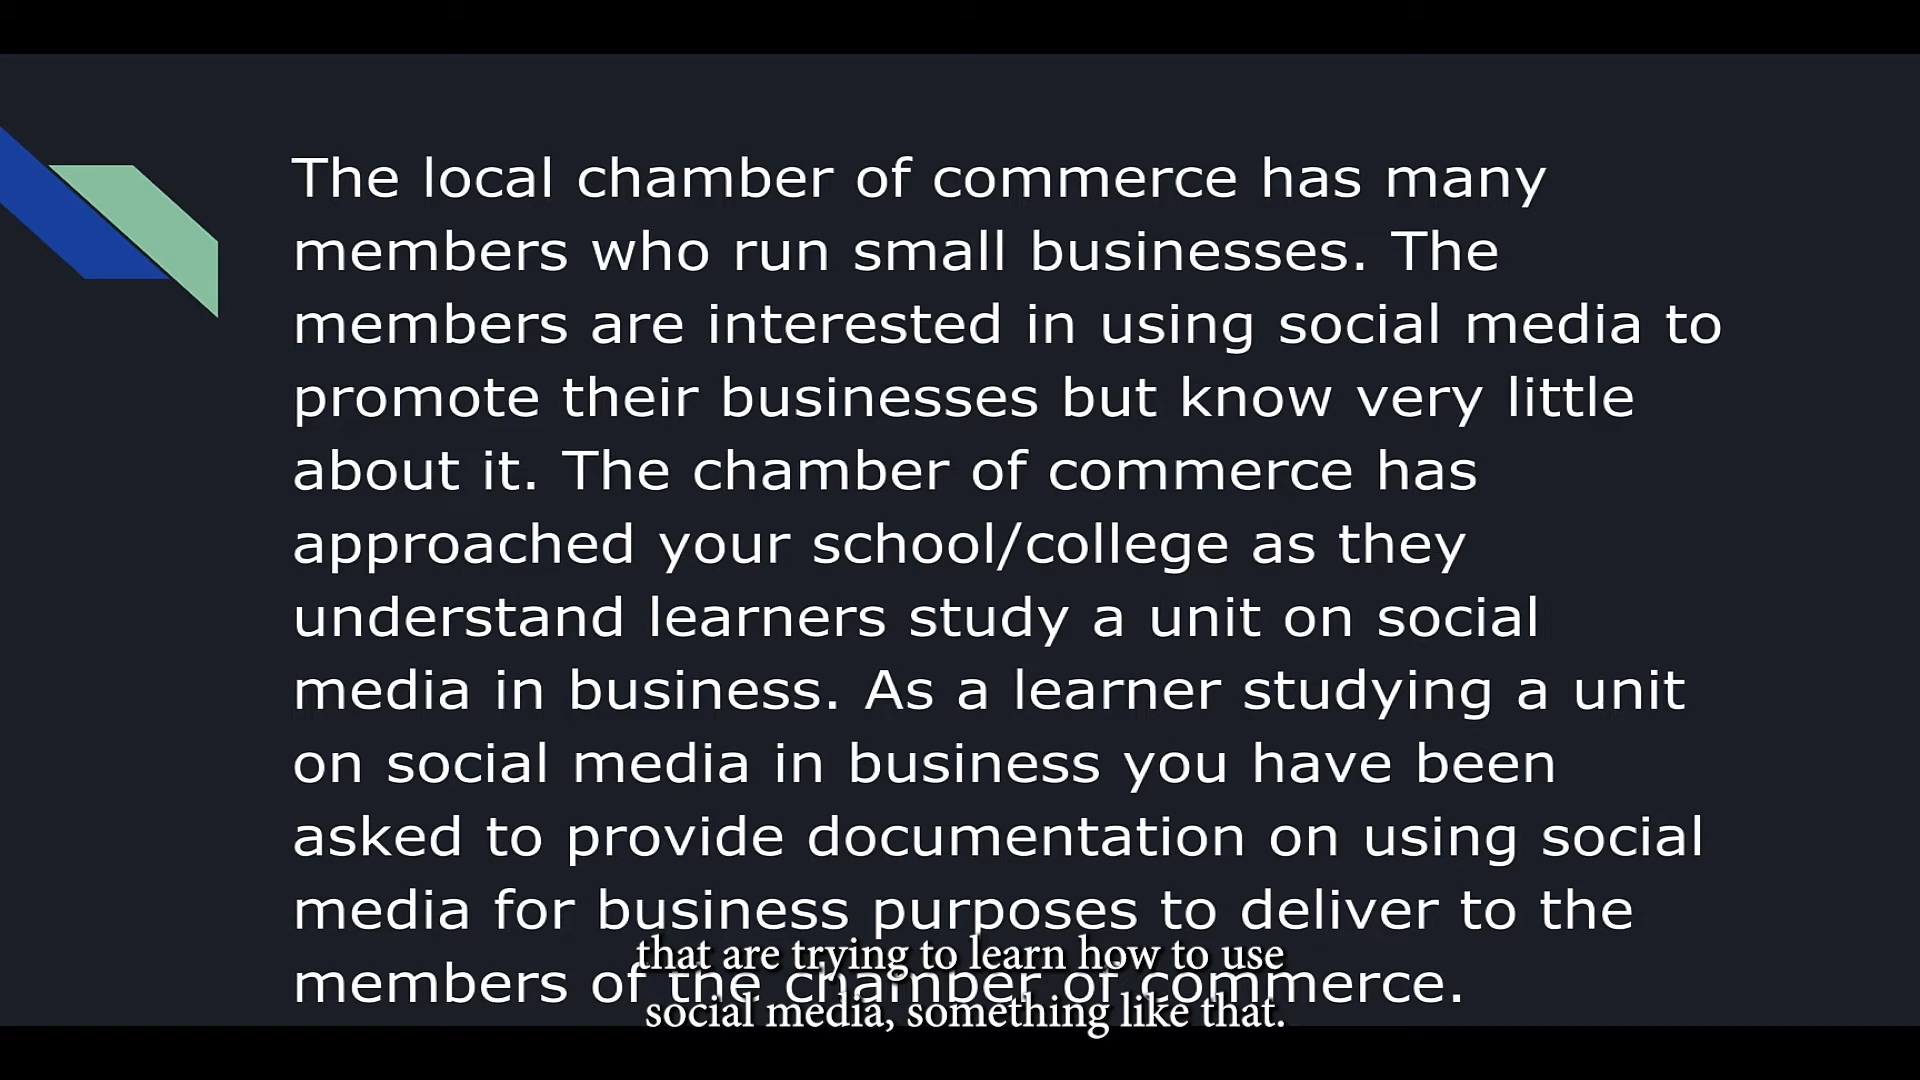 The local chamber of commerce has many
members who run small businesses. The
members are interested in using social media to
promote their businesses but know very little
about it. The chamber of commerce has
approached your school/college as they
understand learners study a unit on social
media in business. As a learner studying a unit
on social media in business you have been
asked to provide documentation on using social
media for business purposes to deliver to the
members of the chamber of commerce.
that are trying to learn how to use
social media, something like that.